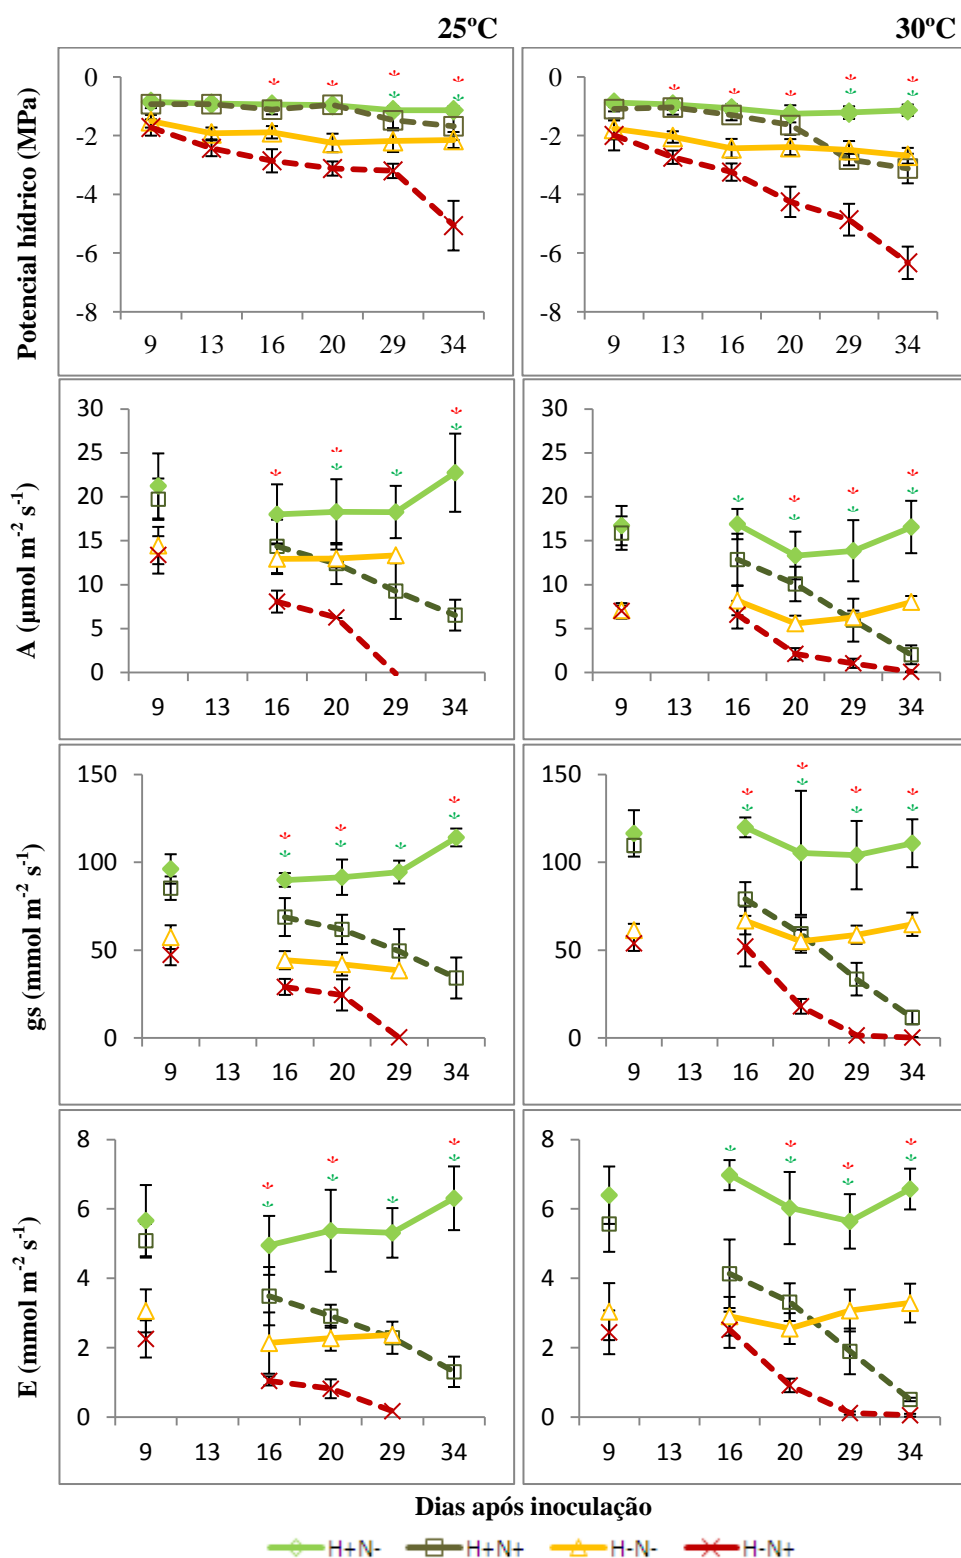 25ºC
30ºC
Potencial hídrico (MPa)
0
-2
-4
-6
-8
9 13 16 20 29 34
0
-2
-4
-6
-8
9 13 16 20 29 34
A (µmol m-2 s-1)
30
25
20
15
10
5
0
9 13 16 20 29 34
30
25
20
15
10
5
0
9 13 16 20 29 34
gs (mmol m-2 s-1)
150
100
50
0
9 13 16 20 29 34
150
100
50
0
9 13 16 20 29 34
E (mmol m-2 s-1)
8
6
4
2
0
9 13 16 20 29 34
8
6
4
2
0
9 13 16 20 29 34
Dias após inoculação
H+N- H+N+ H-N- H-N+